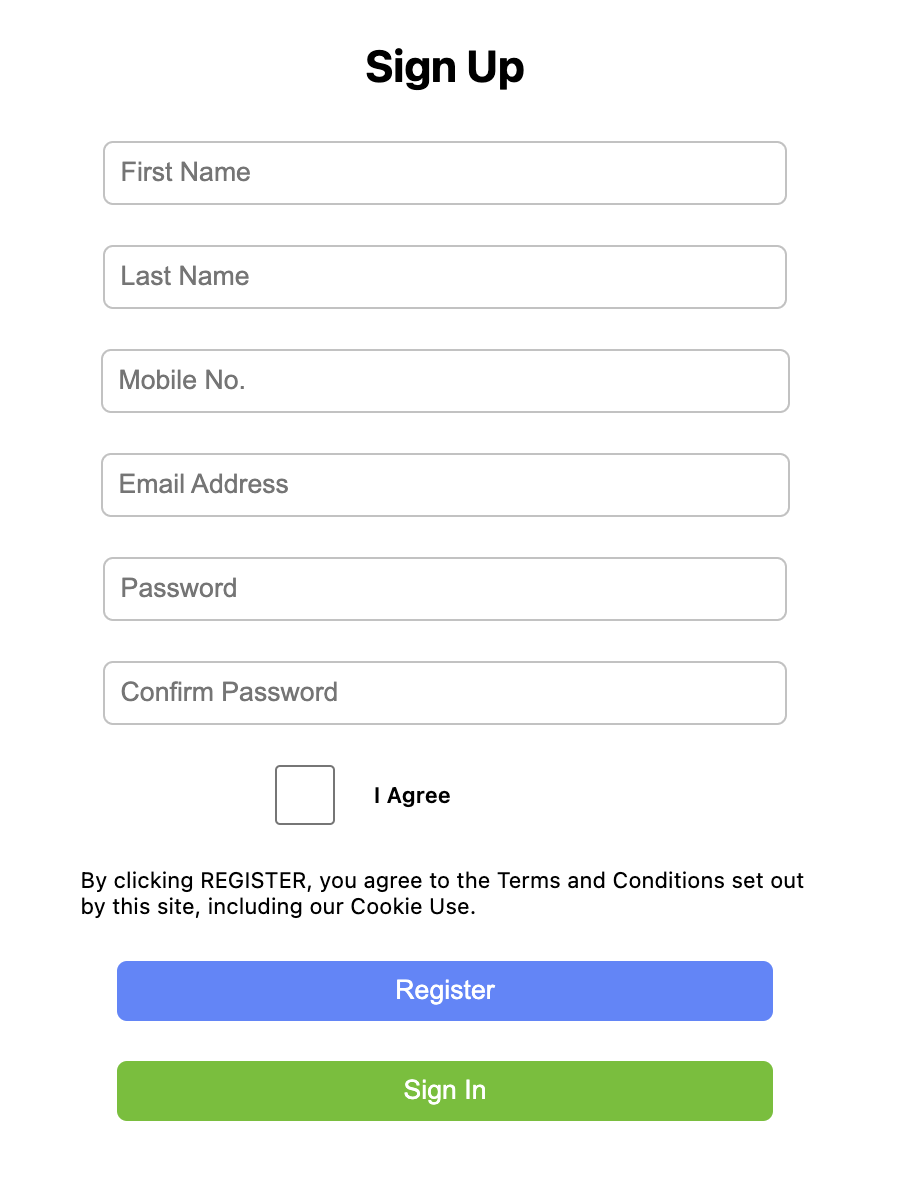 Sign Up
First Name
Last Name
Mobile No.
Email Address
Password
Confirm Password
I Agree
By clicking REGISTER, you agree to the Terms and Conditions set out
by this site, including our Cookie Use.
Register
Sign In